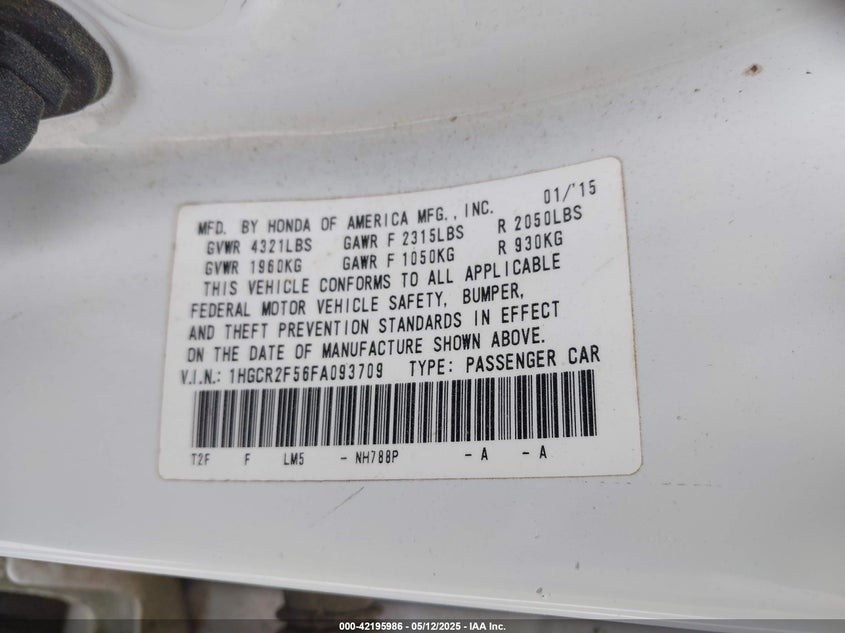 MFD. BY HONDA OF AMERICA MFG., INC. 01/'15
GVWR 4321LBS GAWR F 2315LBS R 2050LBS
GVWR 1960KG GAWR F 1050KG R 930KG
THIS VEHICLE CONFORMS TO ALL APPLICABLE
FEDERAL MOTOR VEHICLE SAFETY, BUMPER,
AND THEFT PREVENTION STANDARDS IN EFFECT
ON THE DATE OF MANUFACTURE SHOWN ABOVE.
V.I.N.: 1HGCR2F56FA093709 TYPE: PASSENGER CAR
T2F F LM5 - NH788P - A - A
000-42195986 - 05/12/2025 - IAA Inc.